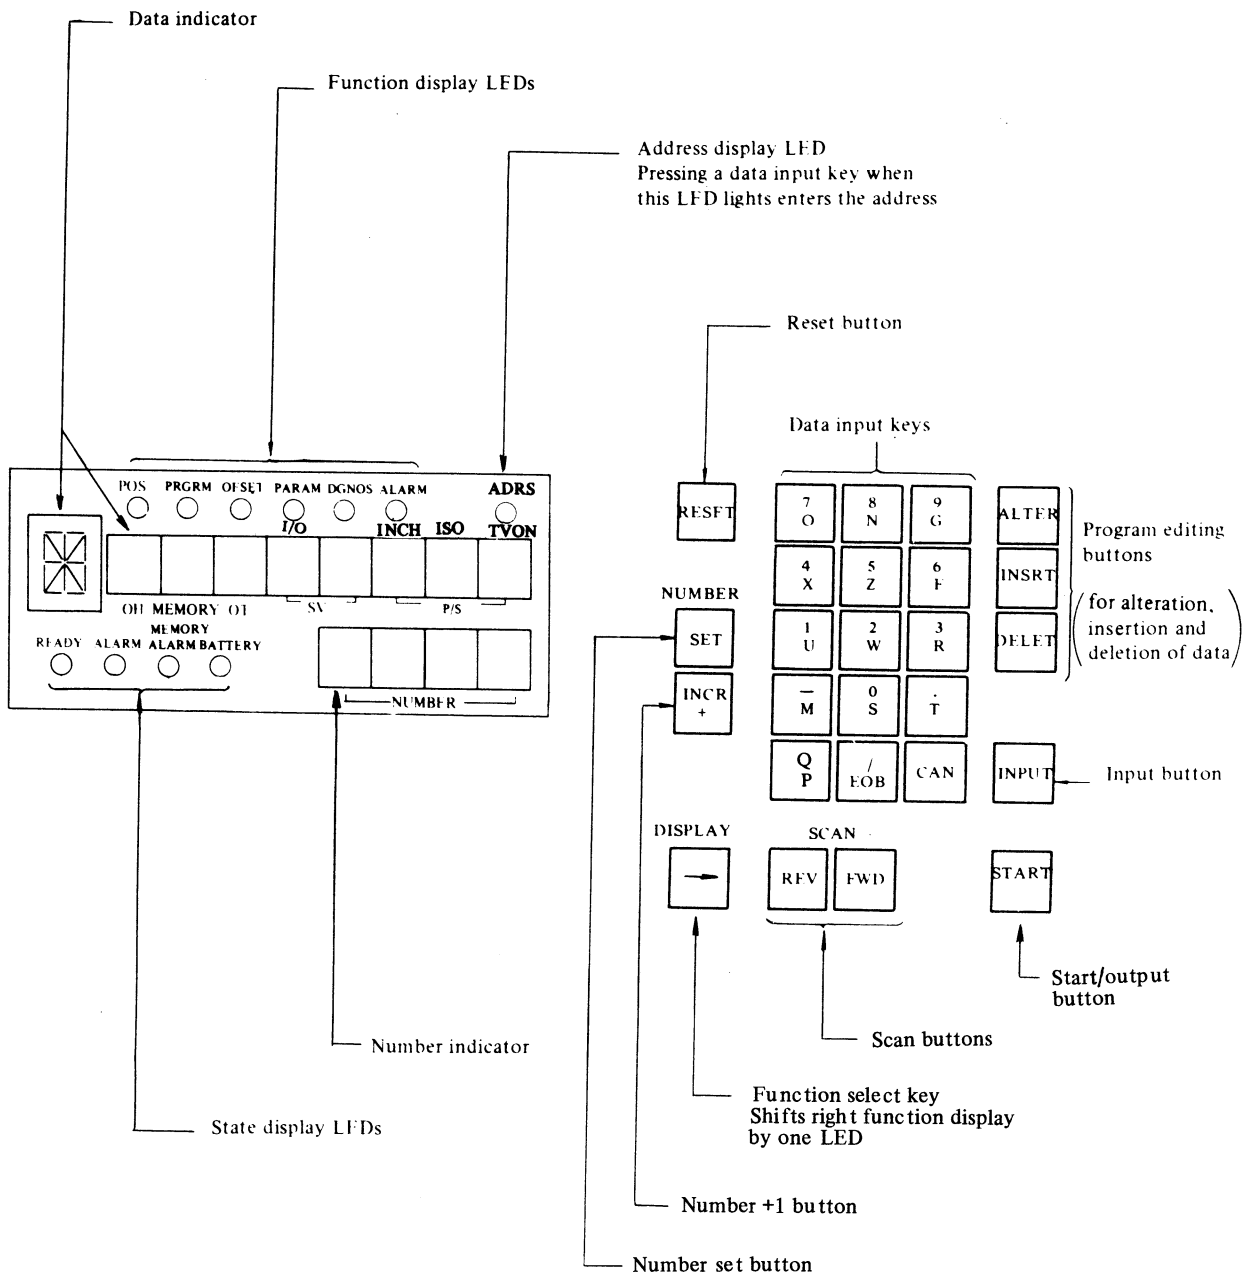 Data indicator
Function display LEDs
Address display LED
Pressing a data input key when
this LED lights enters the address
Reset button
Data input keys
POS PRGRM OFSET PARAM DGNOS ALARM ADRS
I/O INCH ISO TVON
OH MEMORY OT SV P/S
READY ALARM MEMORY ALARM BATTERY
NUMBER
RESET
7 O
8 N
9 G
ALTER
4 X
5 Z
6 F
INSRT
NUMBER
SET
1 U
2 W
3 R
DELET
INCR +
— M
0 S
. T
Q P
/ EOB
CAN
INPUT
Program editing
buttons
(for alteration,
insertion and
deletion of data)
Input button
DISPLAY
SCAN
→
REV
FWD
START
Start/output
button
Scan buttons
Number indicator
Function select key
Shifts right function display
by one LED
State display LEDs
Number +1 button
Number set button